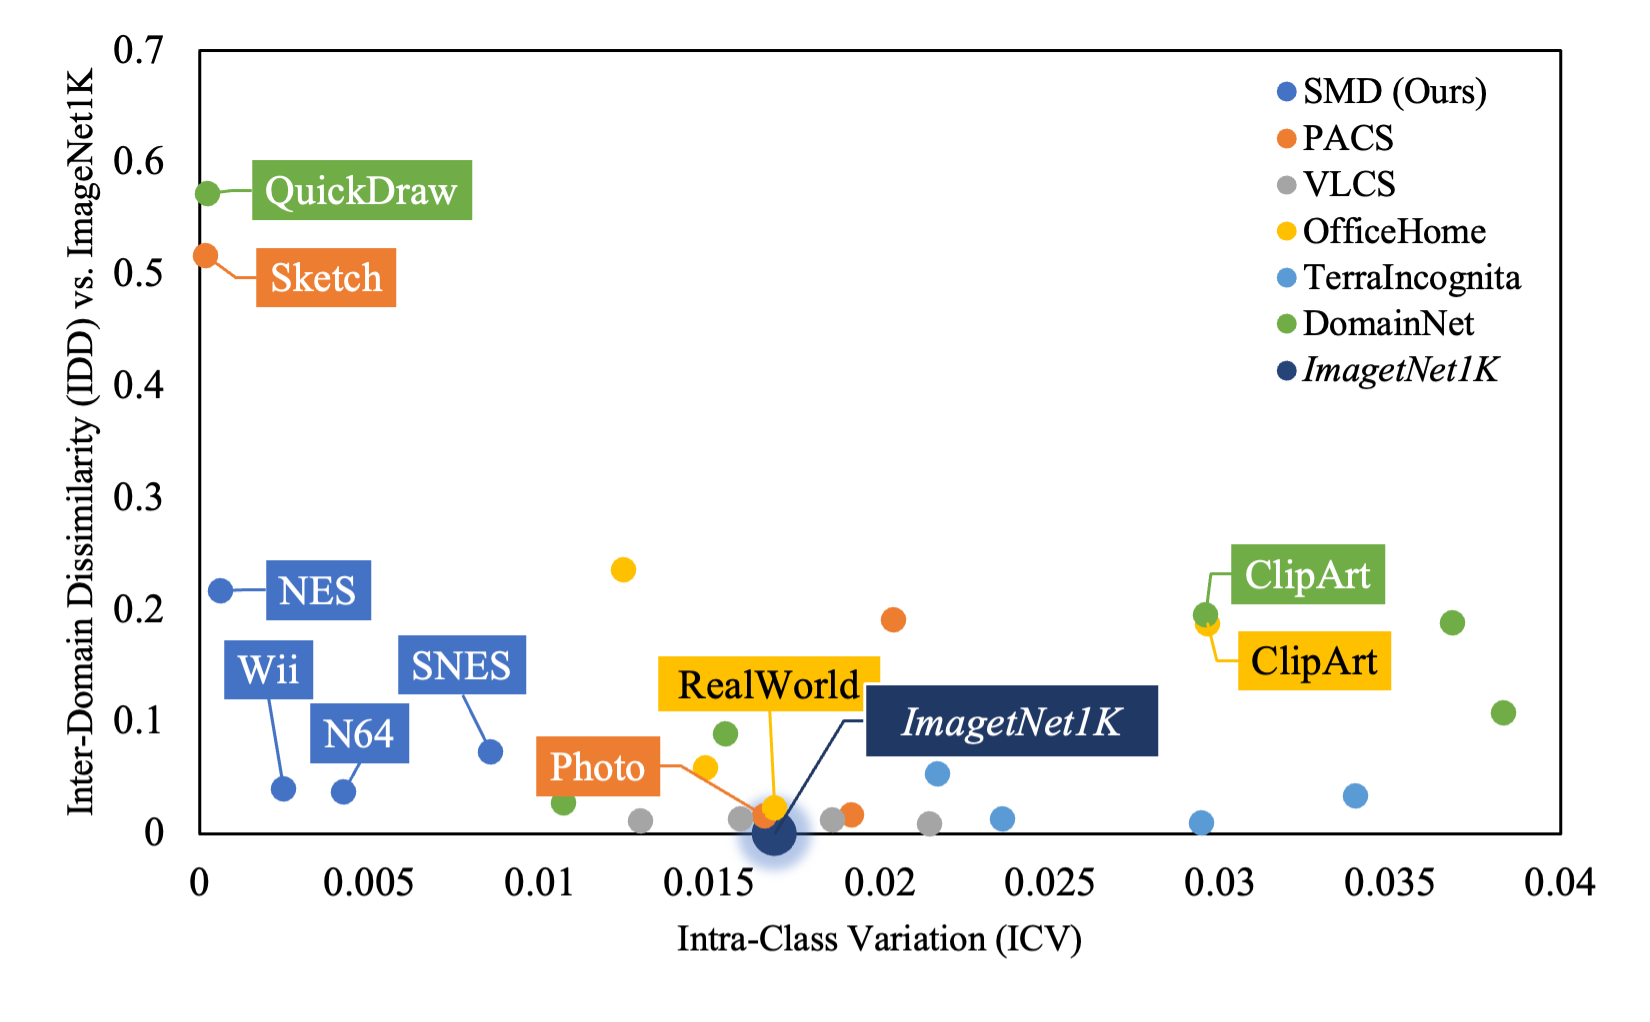 0.7
0.6
0.5
0.4
0.3
0.2
0.1
0
Inter-Domain Dissimilarity (IDD) vs. ImageNet1K
SMD (Ours)
PACS
VLCS
OfficeHome
TerraIncognita
DomainNet
ImagetNet1K
QuickDraw
Sketch
NES
Wii
N64
SNES
RealWorld
ImagetNet1K
Photo
ClipArt
ClipArt
0 0.005 0.01 0.015 0.02 0.025 0.03 0.035 0.04
Intra-Class Variation (ICV)